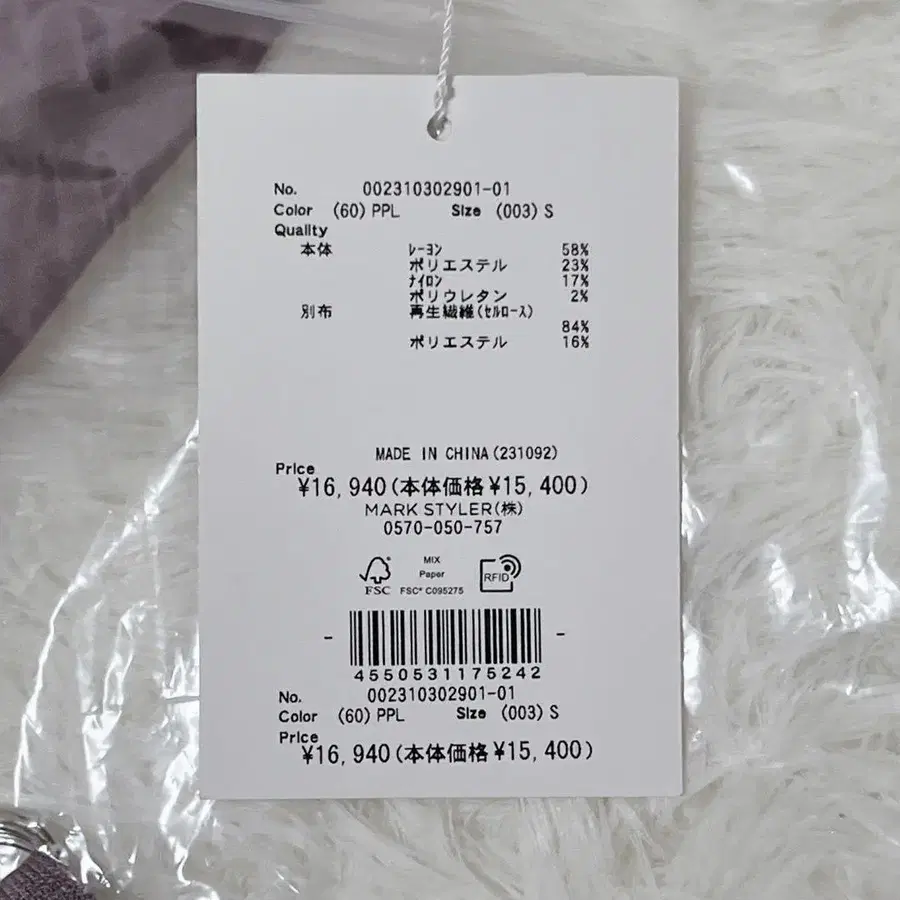 No. 002310302901-01
Color (60) PPL Size (003) S
Quality
本体 ﾚｰﾖﾝ 58%
ポリエステル 23%
ﾅｲﾛﾝ 17%
ポリウレタン 2%
別布 再生繊維(ｾﾙﾛｰｽ)
84%
ポリエステル 16%
MADE IN CHINA(231092)
Price
¥16,940(本体価格¥15,400)
MARK STYLER(株)
0570-050-757
FSC
MIX
Paper
FSC® C095275
RFID
4550531175242
No. 002310302901-01
Color (60) PPL Size (003) S
Price
¥16,940(本体価格¥15,400)